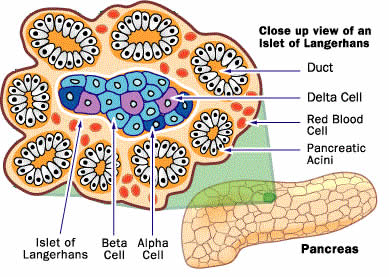 Close up view of an
Islet of Langerhans
Duct
Delta Cell
Red Blood
Cell
Pancreatic
Acini
Islet of
Langerhans
Beta
Cell
Alpha
Cell
Pancreas